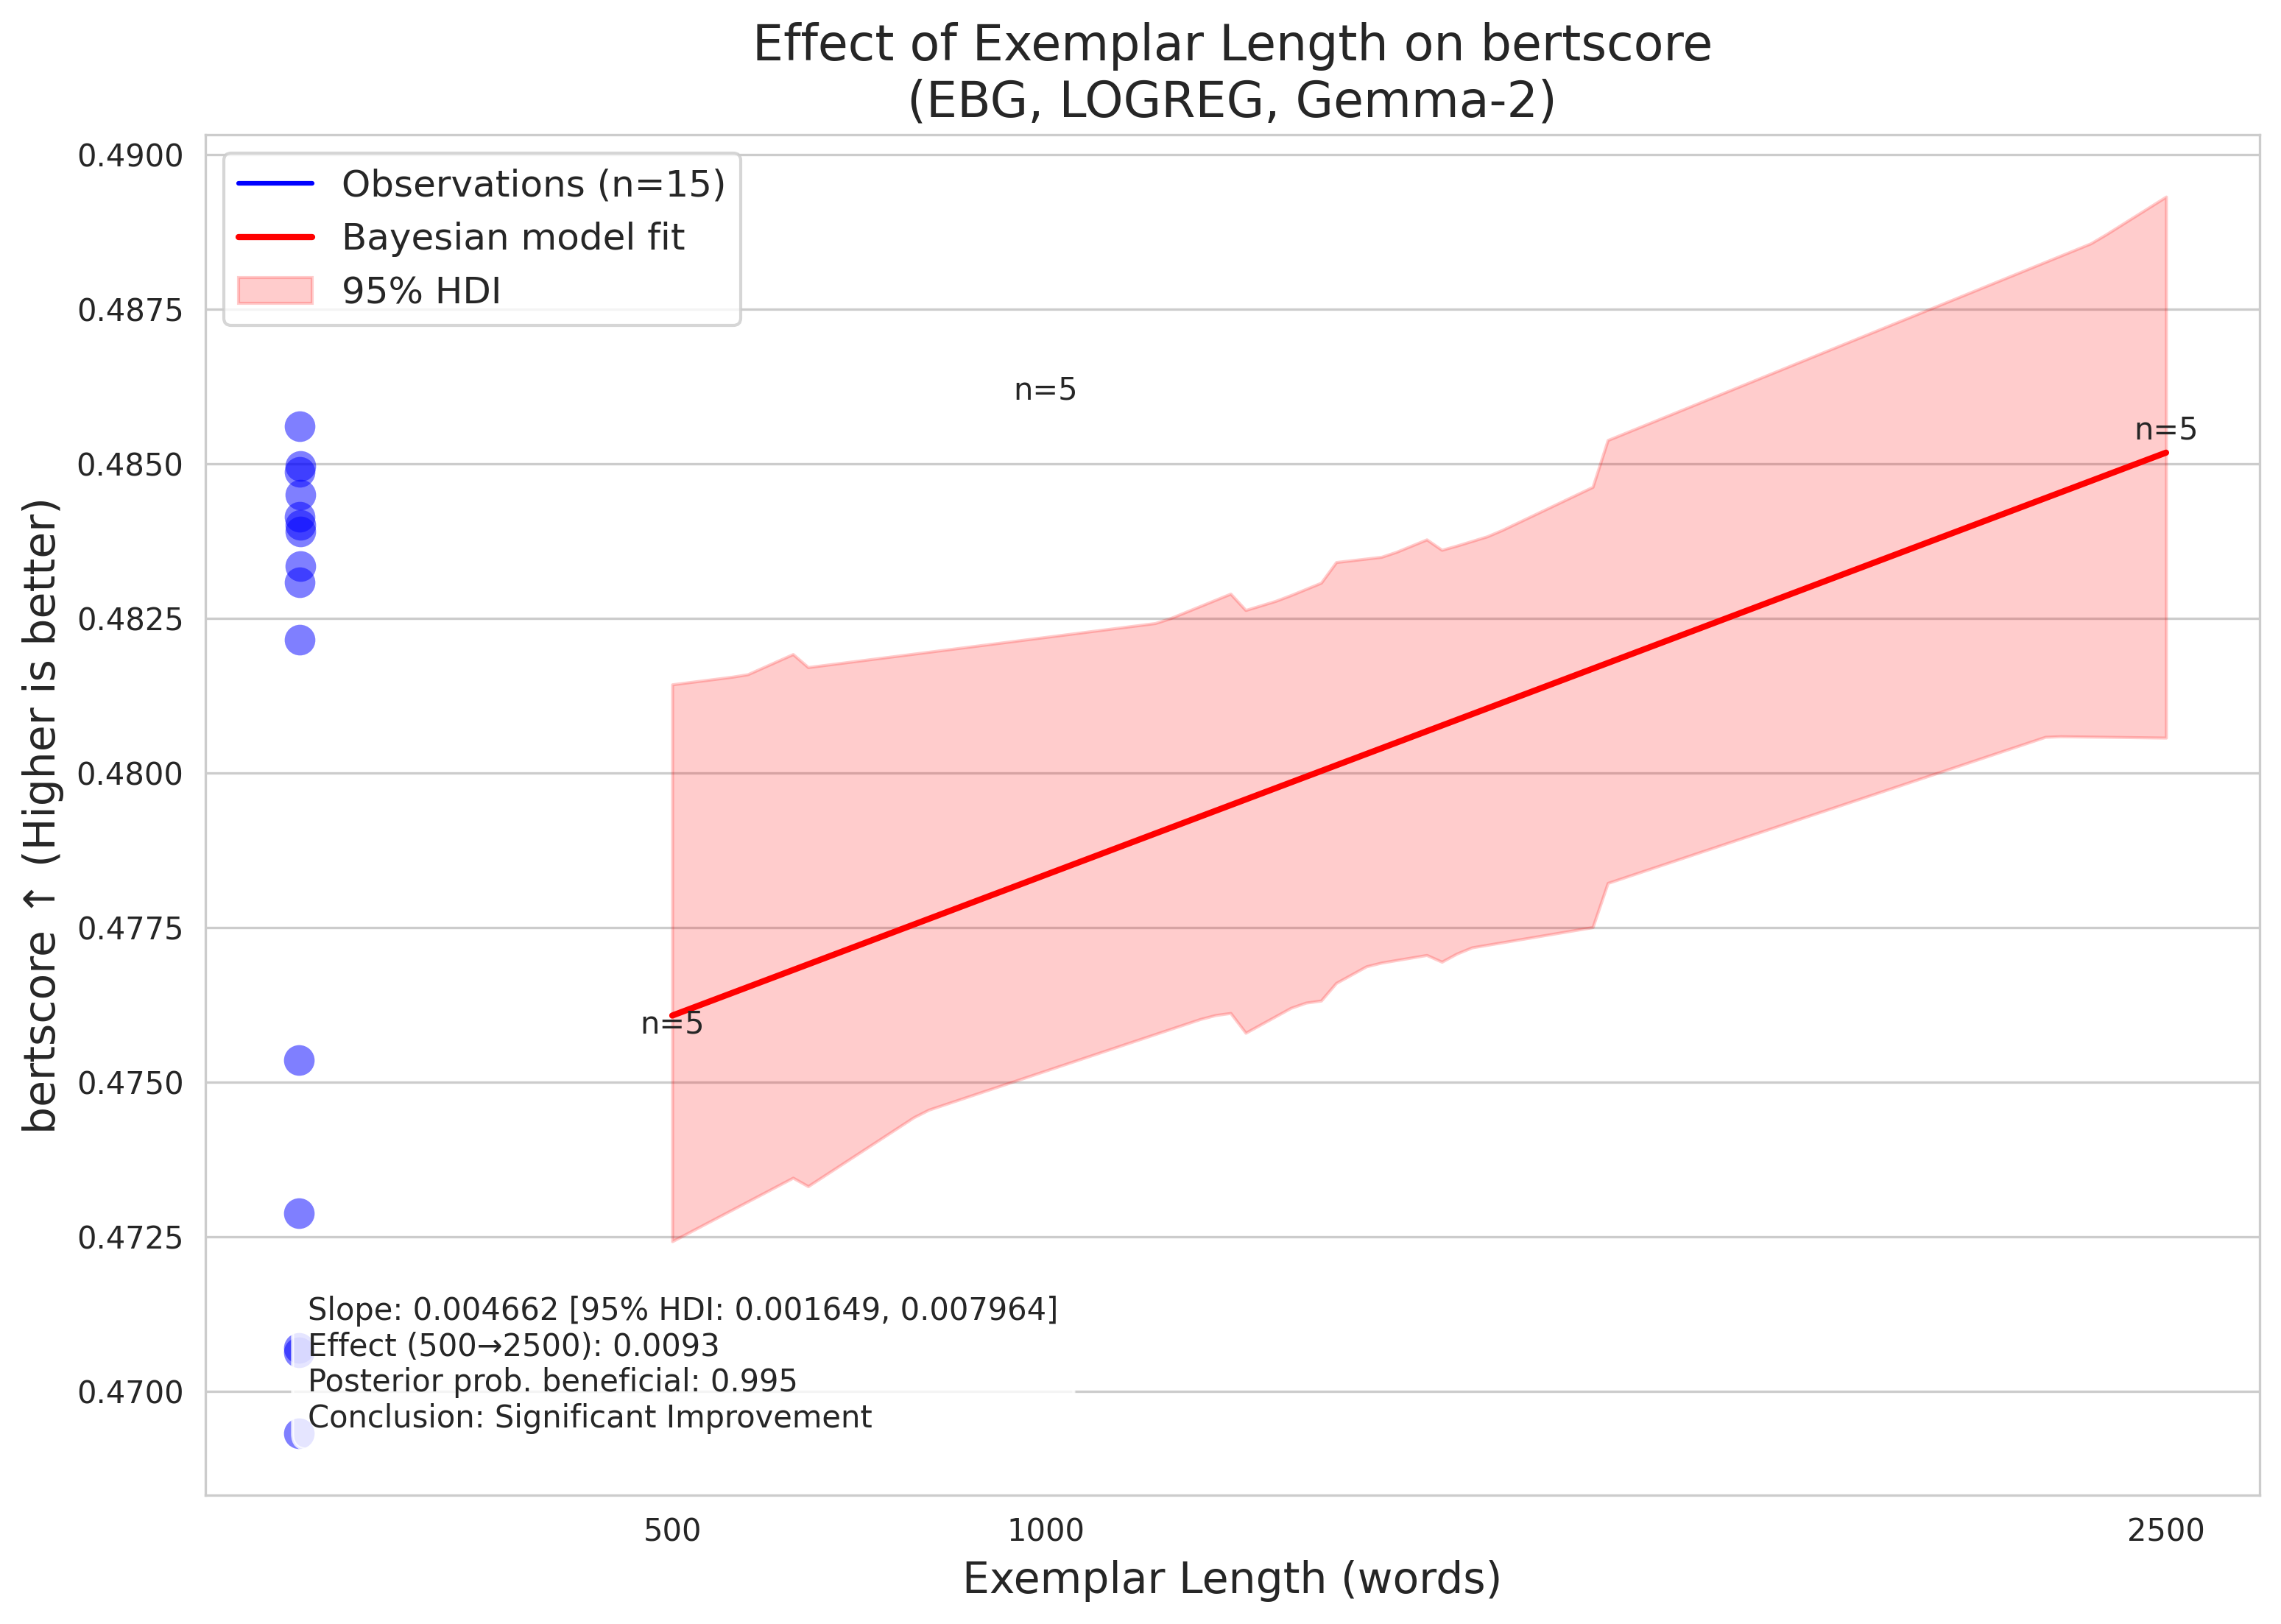 Effect of Exemplar Length on bertscore
(EBG, LOGREG, Gemma-2)
bertscore ↑ (Higher is better)
0.4900
0.4875
0.4850
0.4825
0.4800
0.4775
0.4750
0.4725
0.4700
Observations (n=15)
Bayesian model fit
95% HDI
n=5
n=5
n=5
Slope: 0.004662 [95% HDI: 0.001649, 0.007964]
Effect (500→2500): 0.0093
Posterior prob. beneficial: 0.995
Conclusion: Significant Improvement
500
1000
2500
Exemplar Length (words)